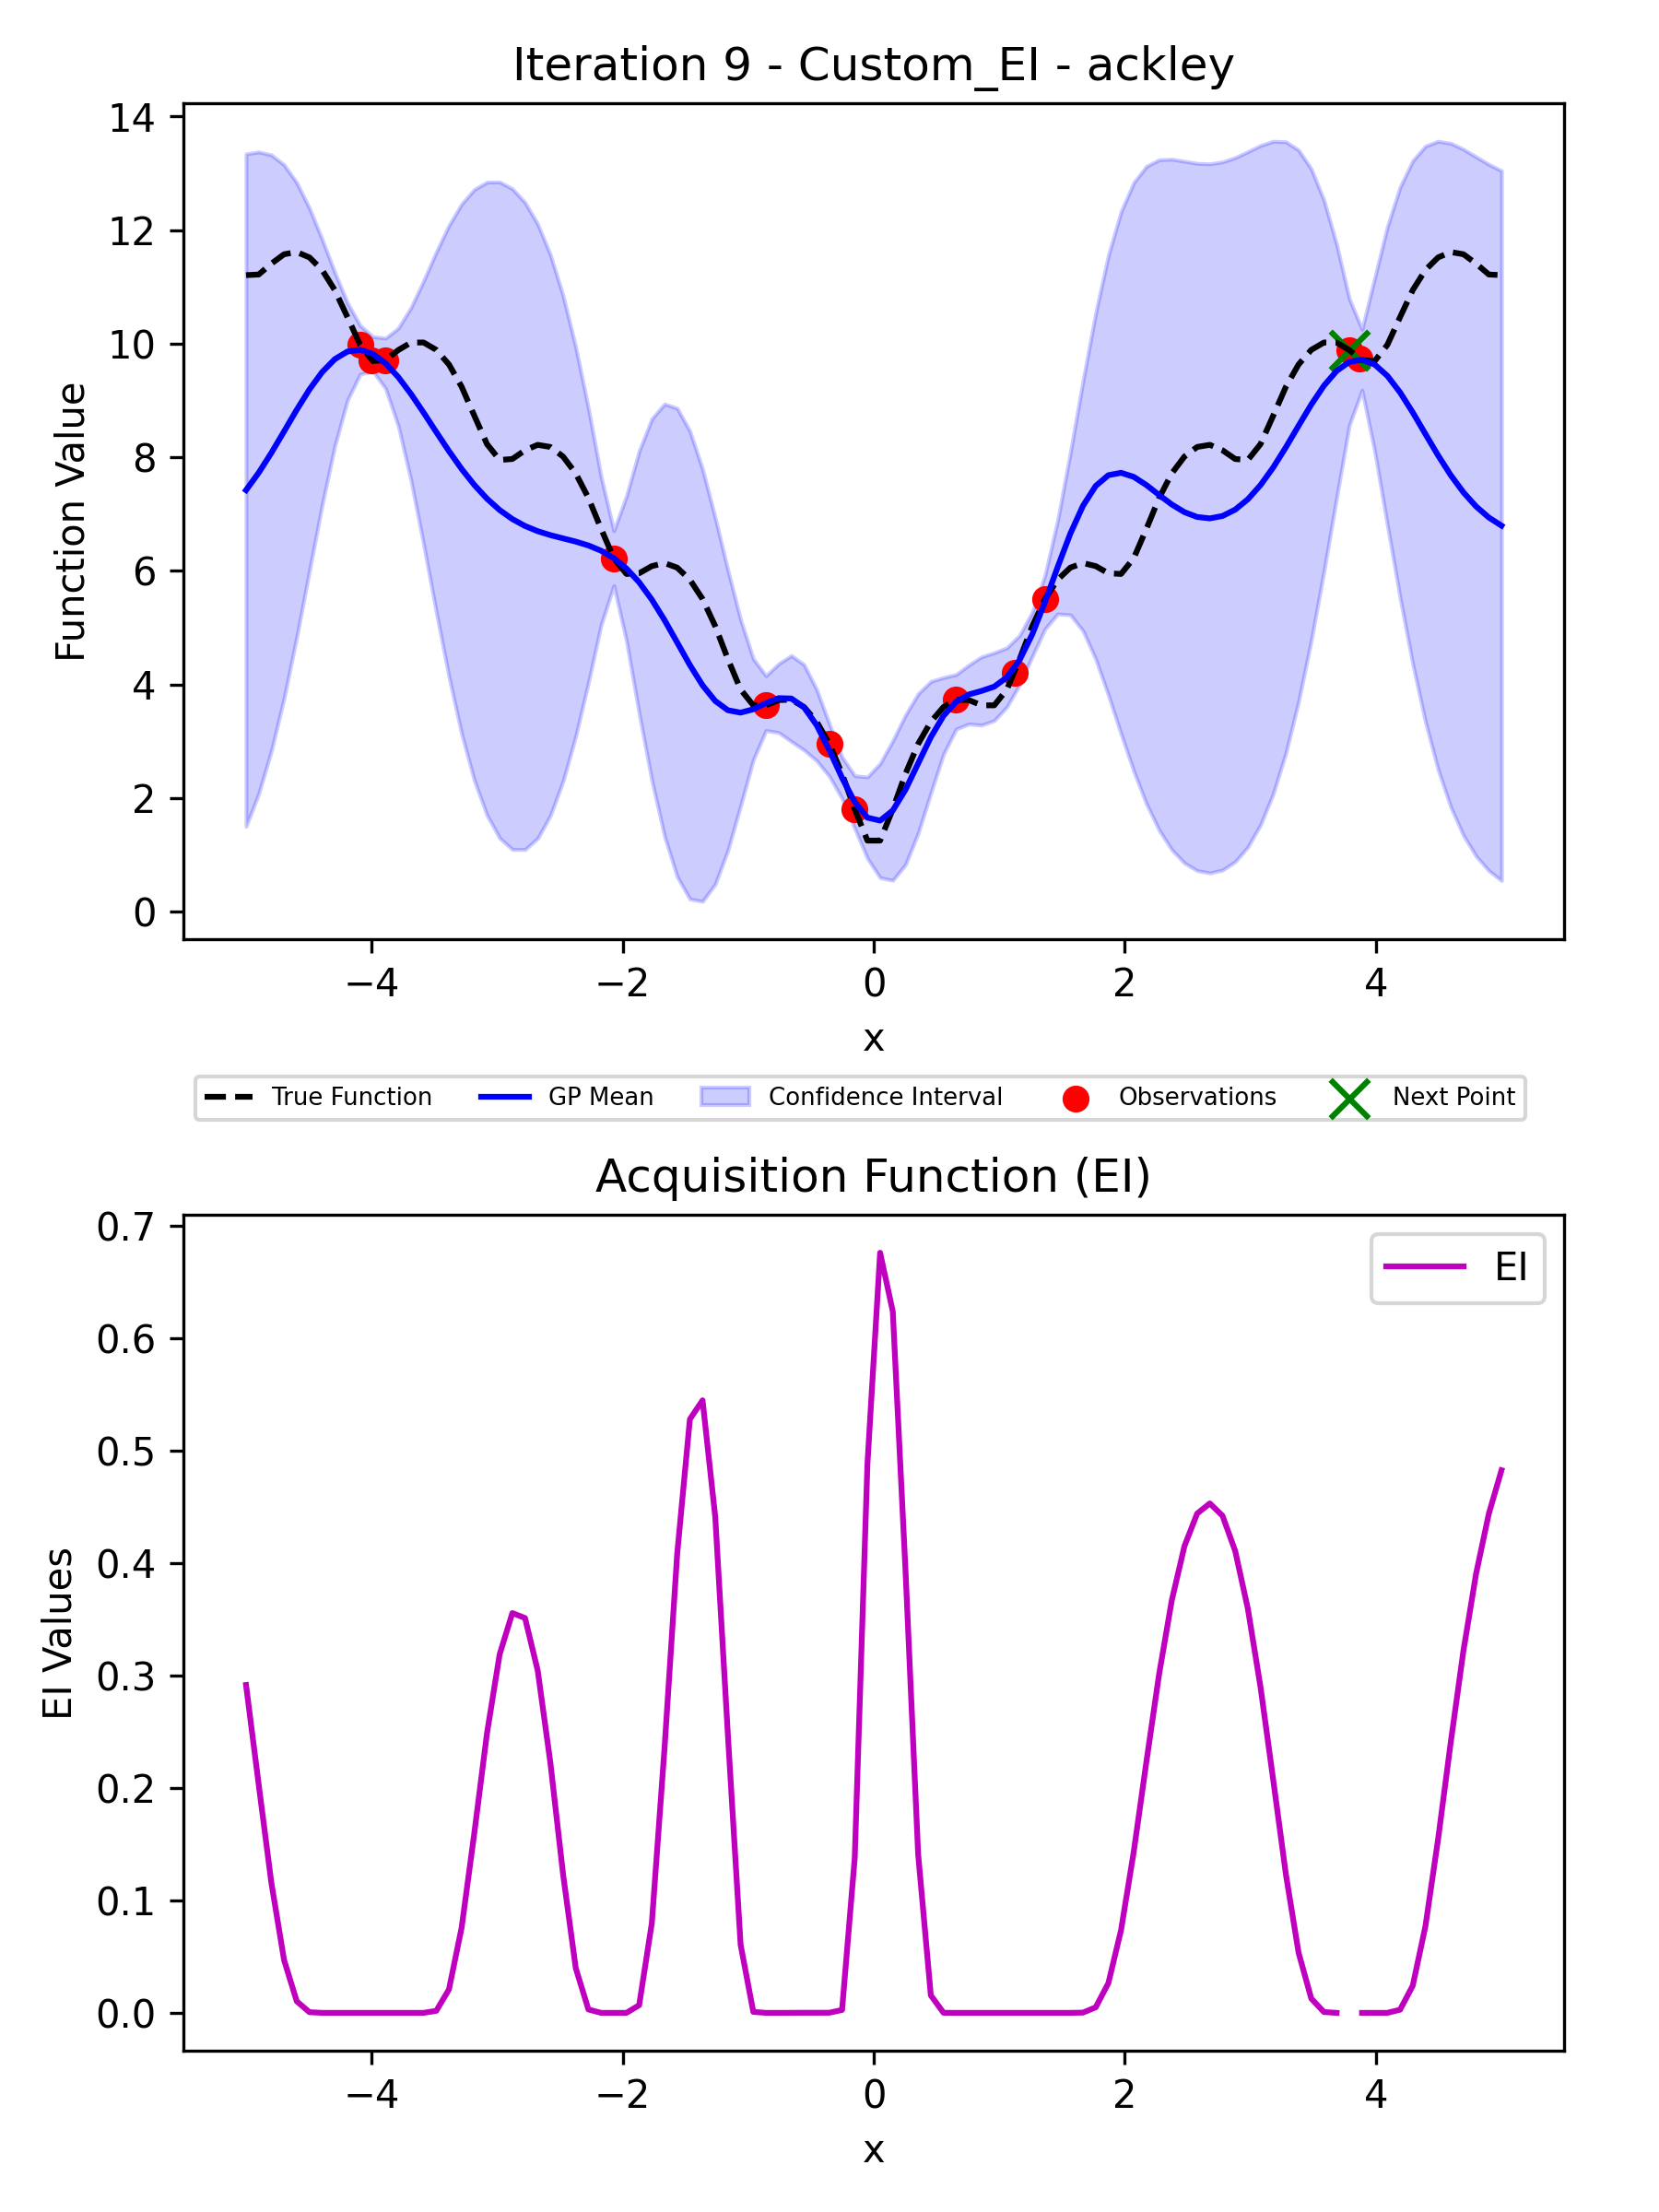 Iteration 9 - Custom_EI - ackley
14
12
10
8
6
4
2
0
Function Value
−4 −2 0 2 4
x
True Function GP Mean Confidence Interval Observations Next Point
Acquisition Function (EI)
0.7
0.6
0.5
0.4
0.3
0.2
0.1
0.0
EI Values
EI
−4 −2 0 2 4
x